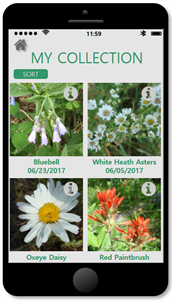 11:59
MY COLLECTION
SORT
i i
Bluebell White Heath Asters
06/23/2017 06/05/2017
i i
Oxeye Daisy Red Paintbrush